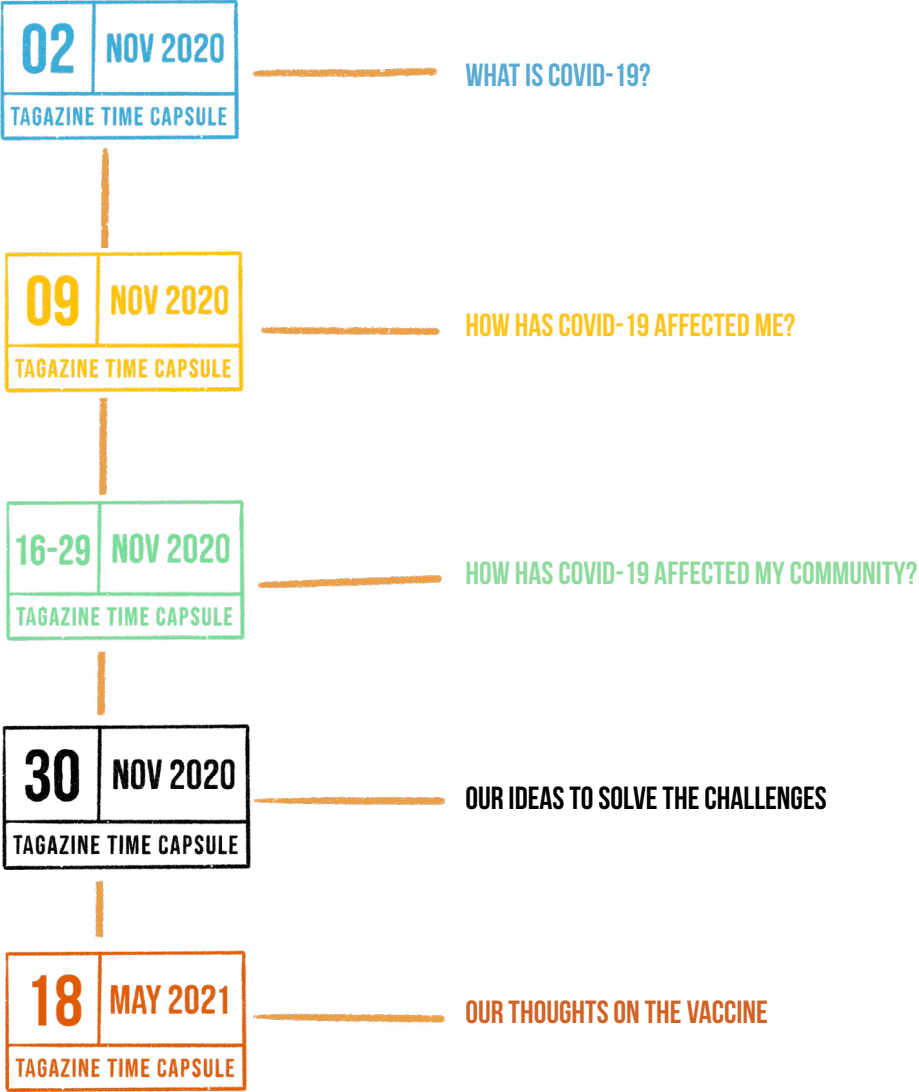 02 NOV 2020
TAGAZINE TIME CAPSULE
WHAT IS COVID-19?
09 NOV 2020
TAGAZINE TIME CAPSULE
HOW HAS COVID-19 AFFECTED ME?
16-29 NOV 2020
TAGAZINE TIME CAPSULE
HOW HAS COVID-19 AFFECTED MY COMMUNITY?
30 NOV 2020
TAGAZINE TIME CAPSULE
OUR IDEAS TO SOLVE THE CHALLENGES
18 MAY 2021
TAGAZINE TIME CAPSULE
OUR THOUGHTS ON THE VACCINE